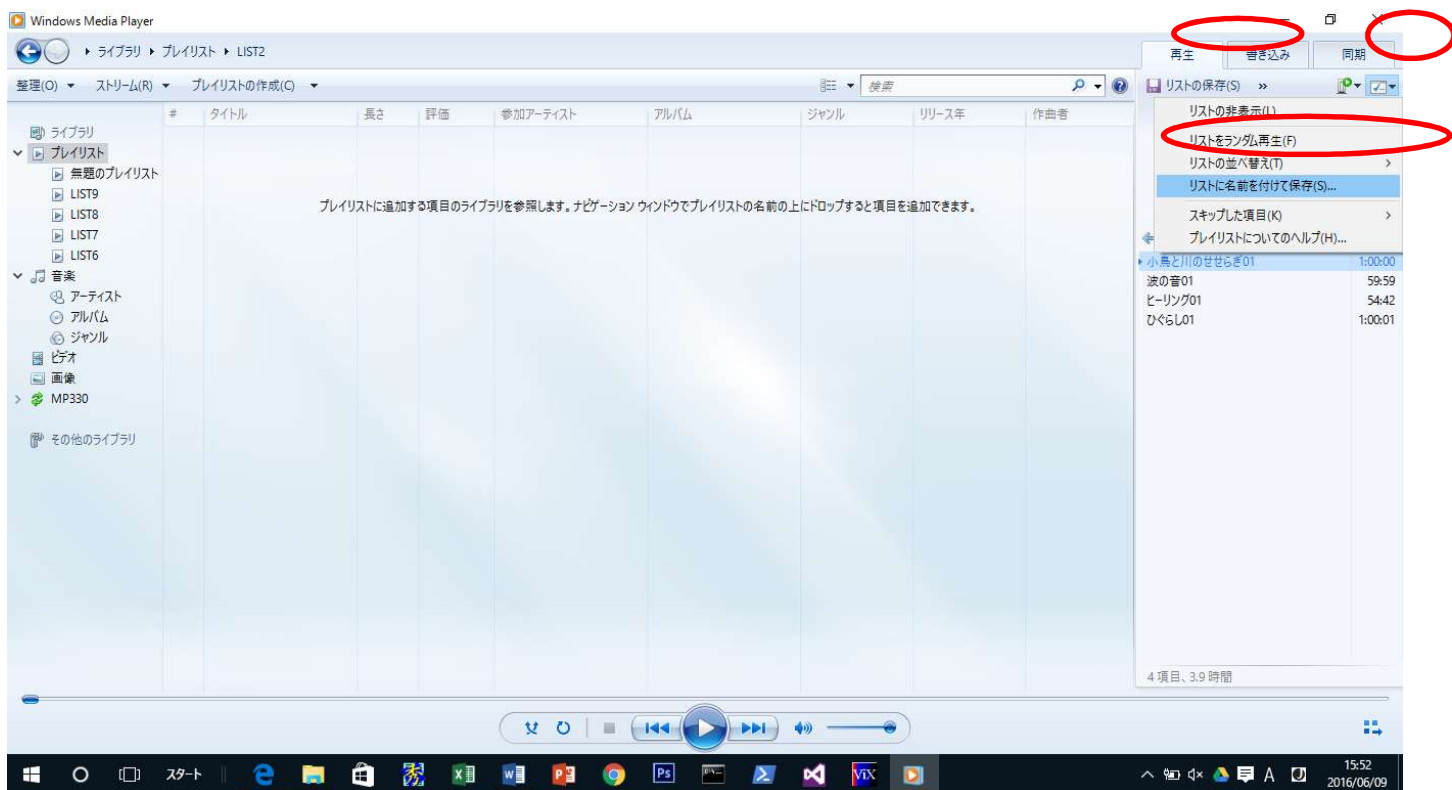 Windows Media Player
ライブラリ ▸ プレイリスト ▸ LIST2
再生 書き込み 同期
整理(O) ストリーム(R) プレイリストの作成(C) 検索 リストの保存(S) »
# タイトル 長さ 評価 参加アーティスト アルバム ジャンル リリース年 作曲者
ライブラリ
プレイリスト
無題のプレイリスト
LIST9
LIST8
LIST7
LIST6
音楽
アーティスト
アルバム
ジャンル
ビデオ
画像
MP330
その他のライブラリ
プレイリストに追加する項目のライブラリを参照します。ナビゲーション ウィンドウでプレイリストの名前の上にドロップすると項目を追加できます。
リストの非表示(L)
リストをランダム再生(F)
リストの並べ替え(T)
リストに名前を付けて保存(S)...
スキップした項目(K)
プレイリストについてのヘルプ(H)...
小鳥と川のせせらぎ01 1:00:00
波の音01 59:59
ヒーリング01 54:42
ひぐらし01 1:00:01
4 項目、3.9 時間
スタート
Ps
ViX
A
15:52
2016/06/09